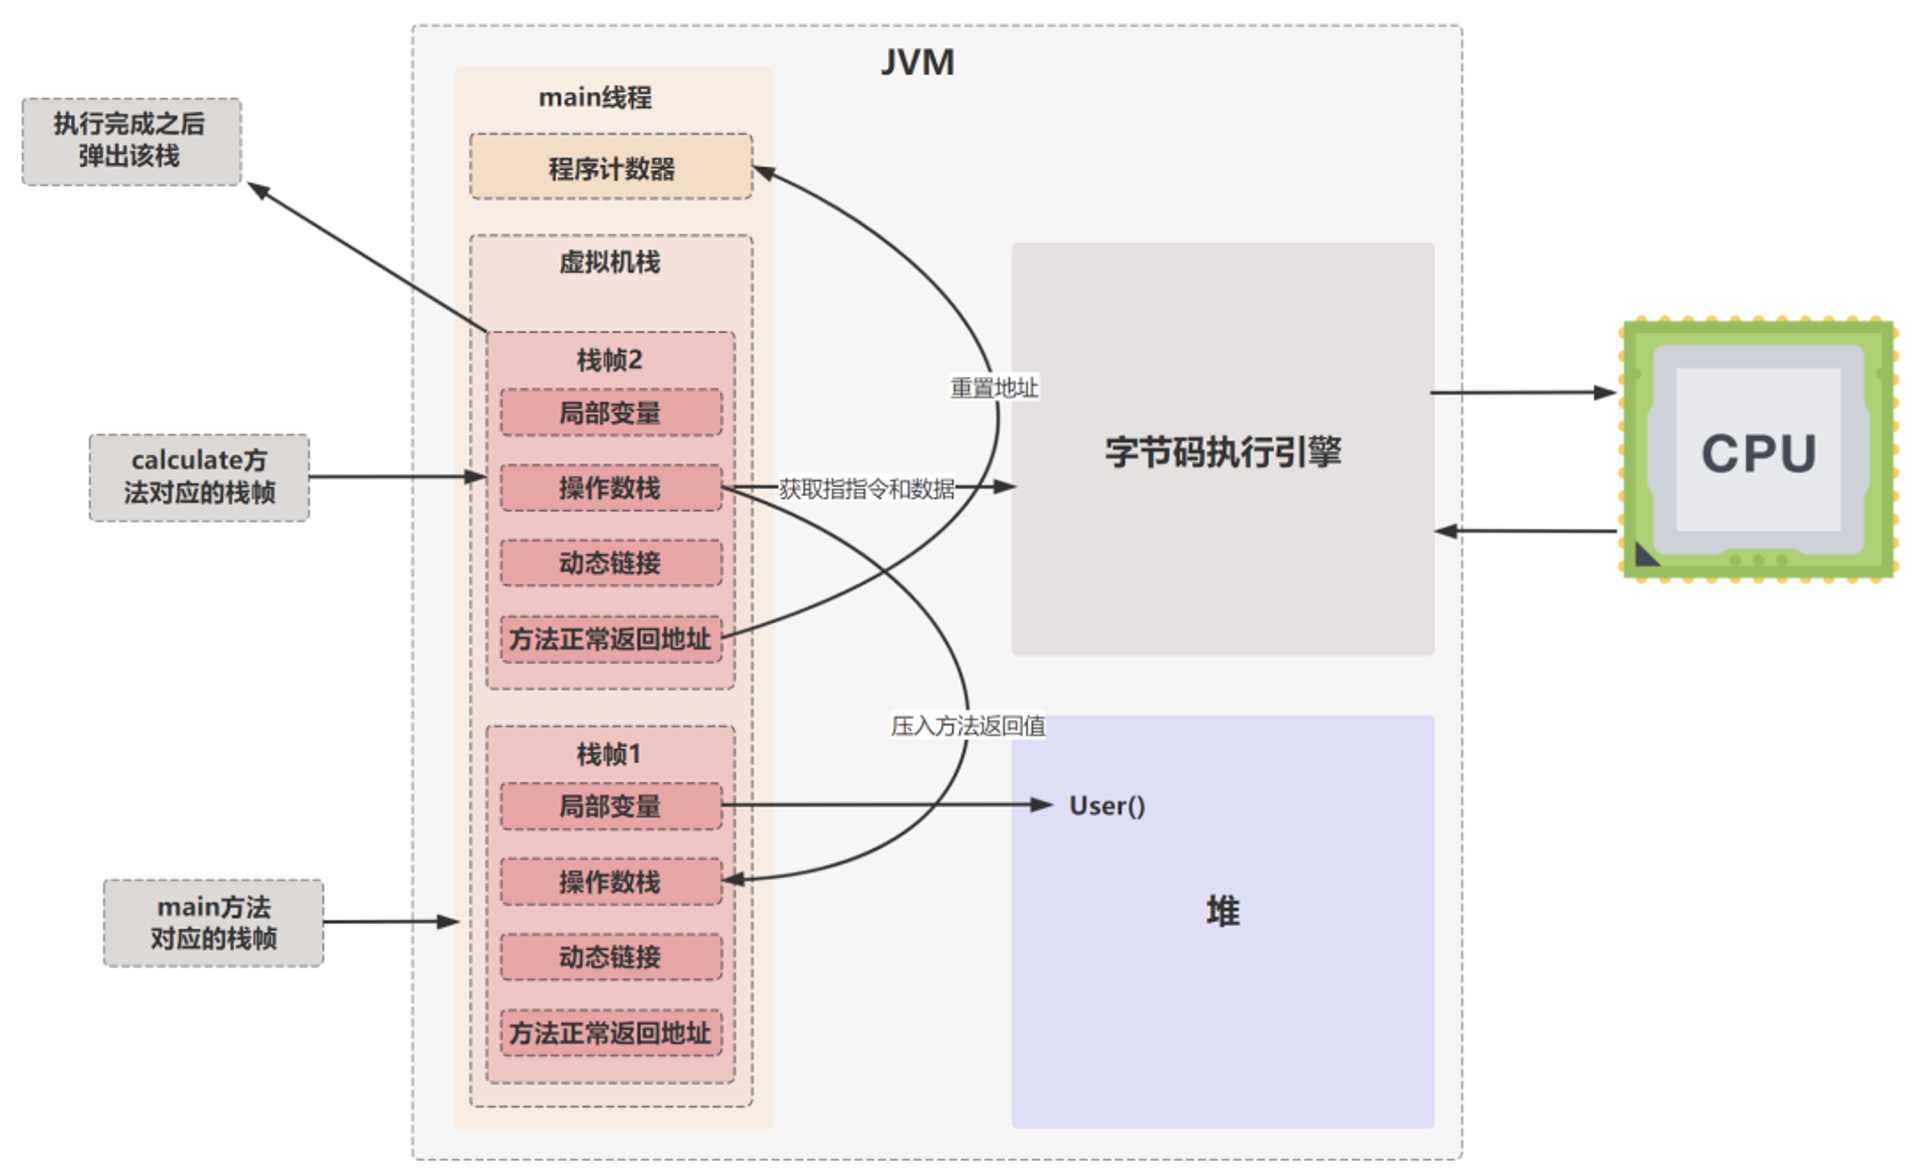 JVM
main线程
执行完成之后
弹出该栈
程序计数器
虚拟机栈
栈帧2
局部变量
重置地址
calculate方
法对应的栈帧
操作数栈
获取指指令和数据
字节码执行引擎
CPU
动态链接
方法正常返回地址
压入方法返回值
栈帧1
局部变量
User()
操作数栈
main方法
对应的栈帧
堆
动态链接
方法正常返回地址